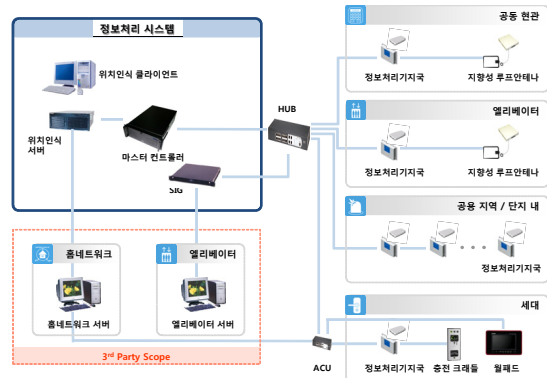 정보처리 시스템
위치인식 클라이언트
위치인식
서버
마스터 컨트롤러
SIG
HUB
공동 현관
정보처리기지국
지향성 루프안테나
엘리베이터
정보처리기지국
지향성 루프안테나
공용 지역 / 단지 내
정보처리기지국
홈네트워크
홈네트워크 서버
엘리베이터
엘리베이터 서버
3rd Party Scope
ACU
세대
정보처리기지국
충전 크래들
월패드